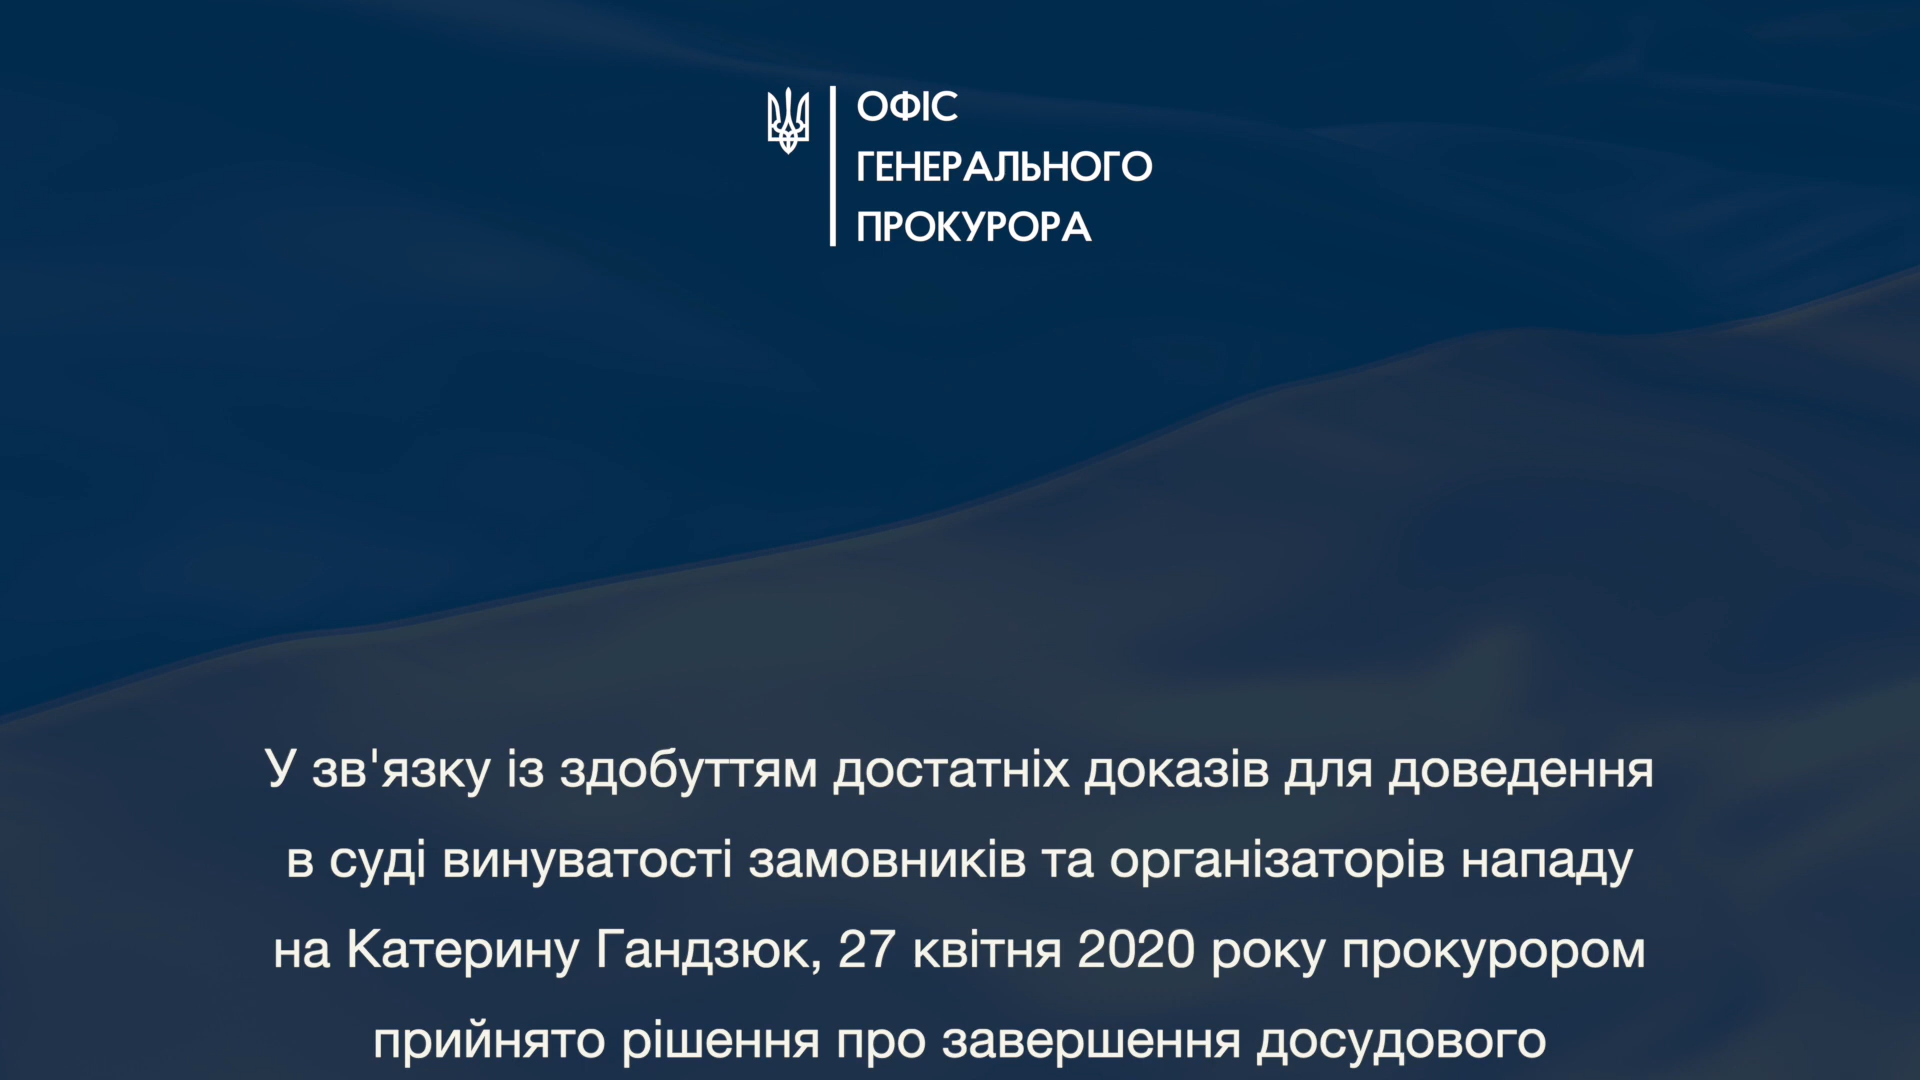 ОФІС
ГЕНЕРАЛЬНОГО
ПРОКУРОРА
У зв'язку із здобуттям достатніх доказів для доведення
в суді винуватості замовників та організаторів нападу
на Катерину Гандзюк, 27 квітня 2020 року прокурором
прийнято рішення про завершення досудового